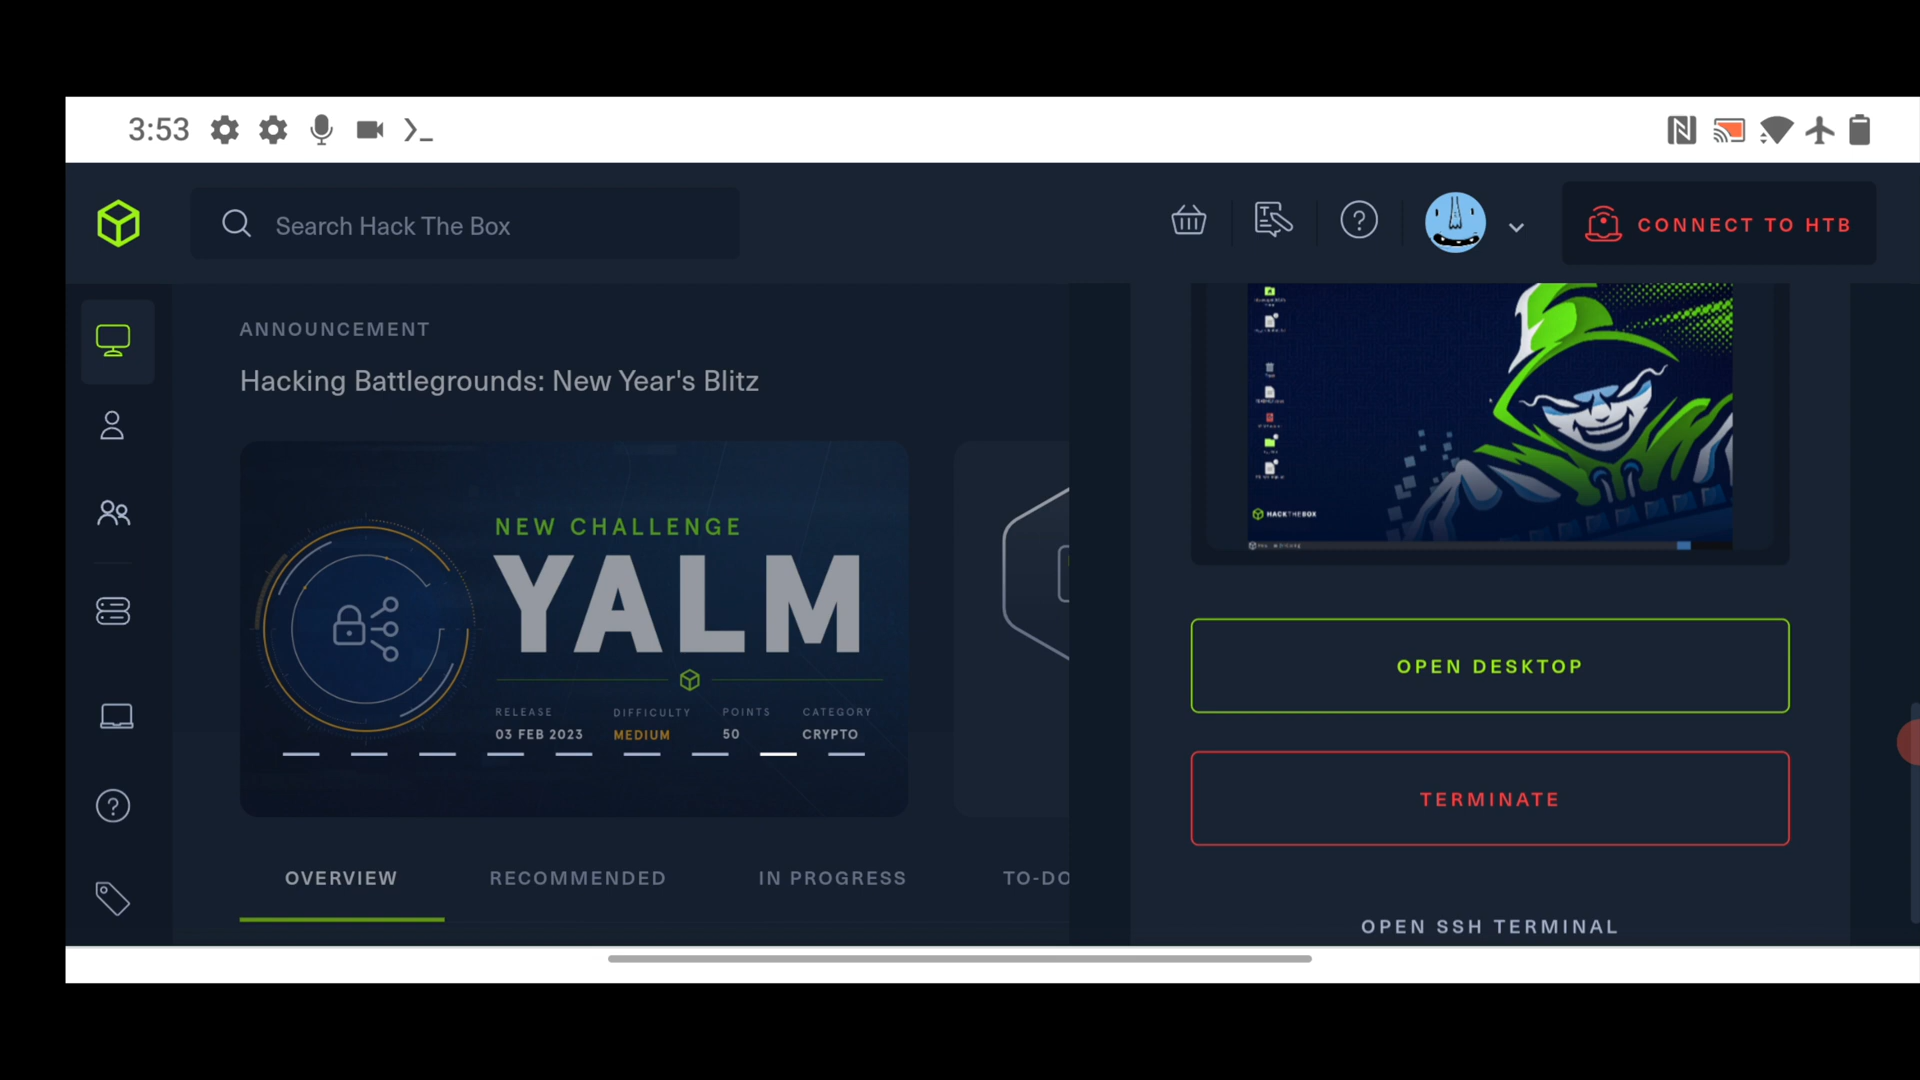 3:53
Search Hack The Box
CONNECT TO HTB
ANNOUNCEMENT
Hacking Battlegrounds: New Year's Blitz
NEW CHALLENGE
YALM
RELEASE DIFFICULTY POINTS CATEGORY
03 FEB 2023 MEDIUM 50 CRYPTO
OVERVIEW RECOMMENDED IN PROGRESS TO-DO
HACKTHEBOX
OPEN DESKTOP
TERMINATE
OPEN SSH TERMINAL